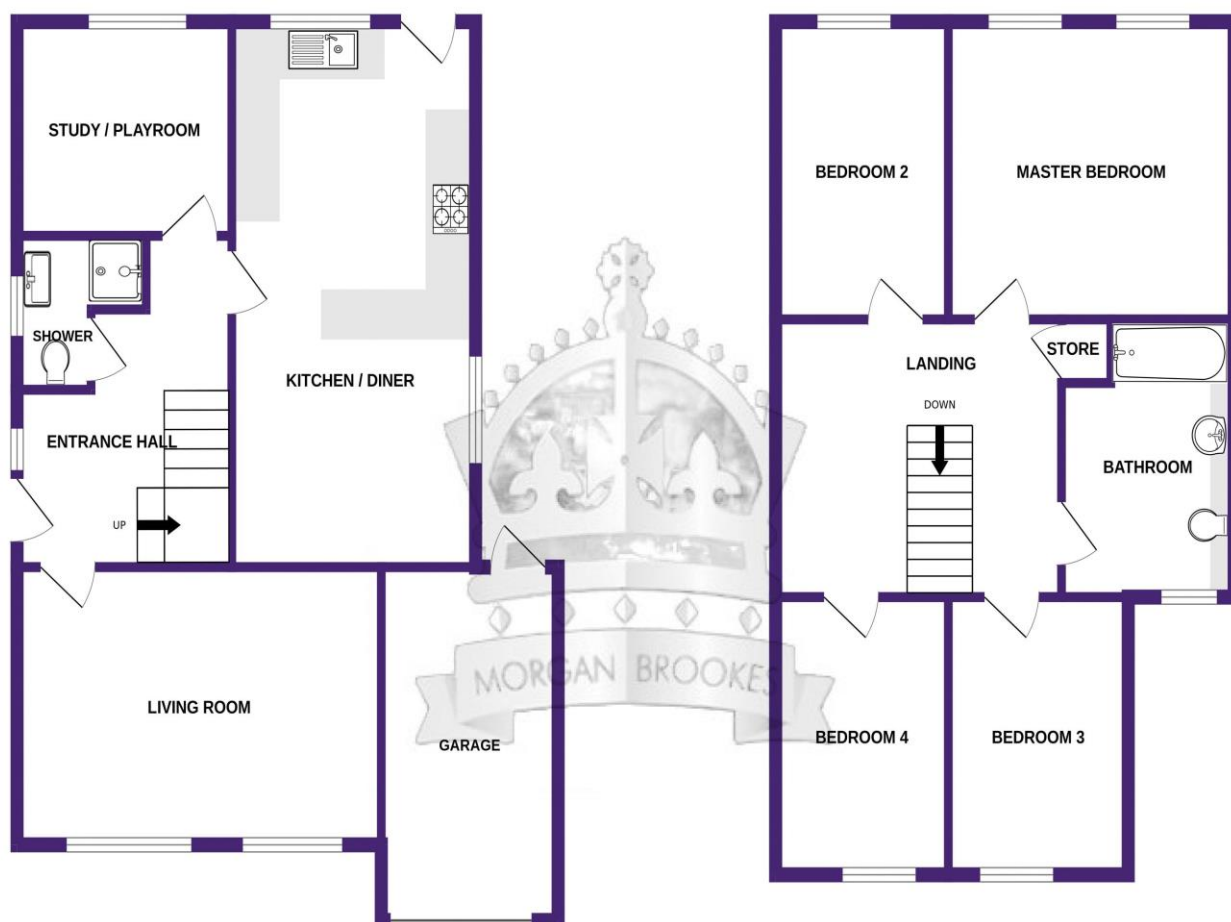 STUDY / PLAYROOM
SHOWER
KITCHEN / DINER
ENTRANCE HALL
UP
LIVING ROOM
GARAGE
BEDROOM 2
MASTER BEDROOM
LANDING
STORE
DOWN
BATHROOM
BEDROOM 4
BEDROOM 3
MORGAN BROOKES